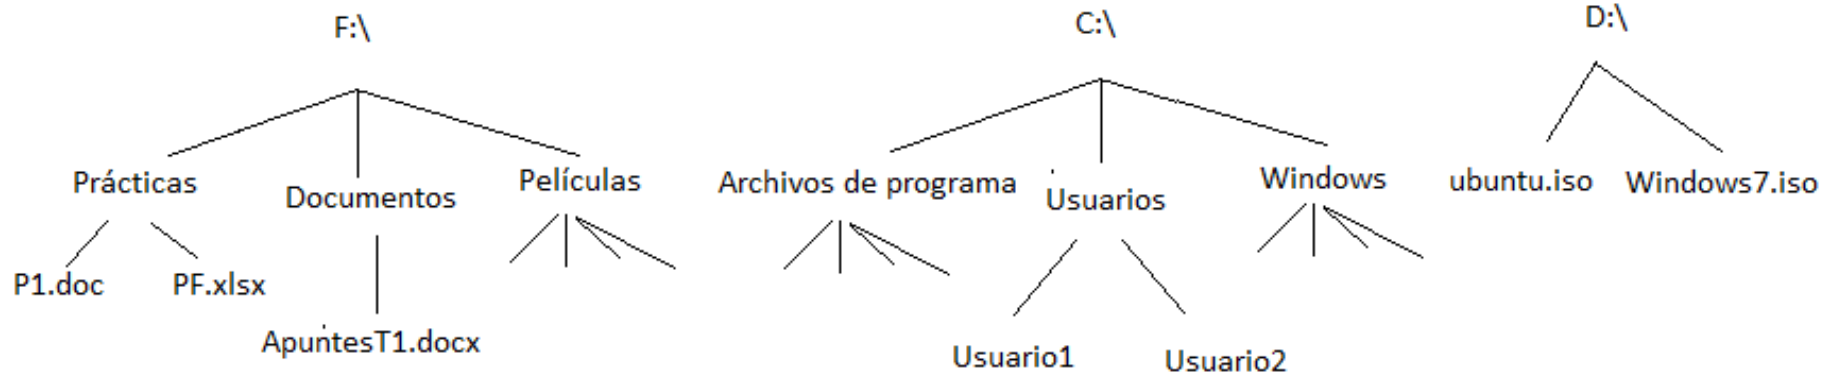 F:\
C:\
D:\
Prácticas
Documentos
Películas
Archivos de programa
Usuarios
Windows
ubuntu.iso
Windows7.iso
P1.doc
PF.xlsx
ApuntesT1.docx
Usuario1
Usuario2